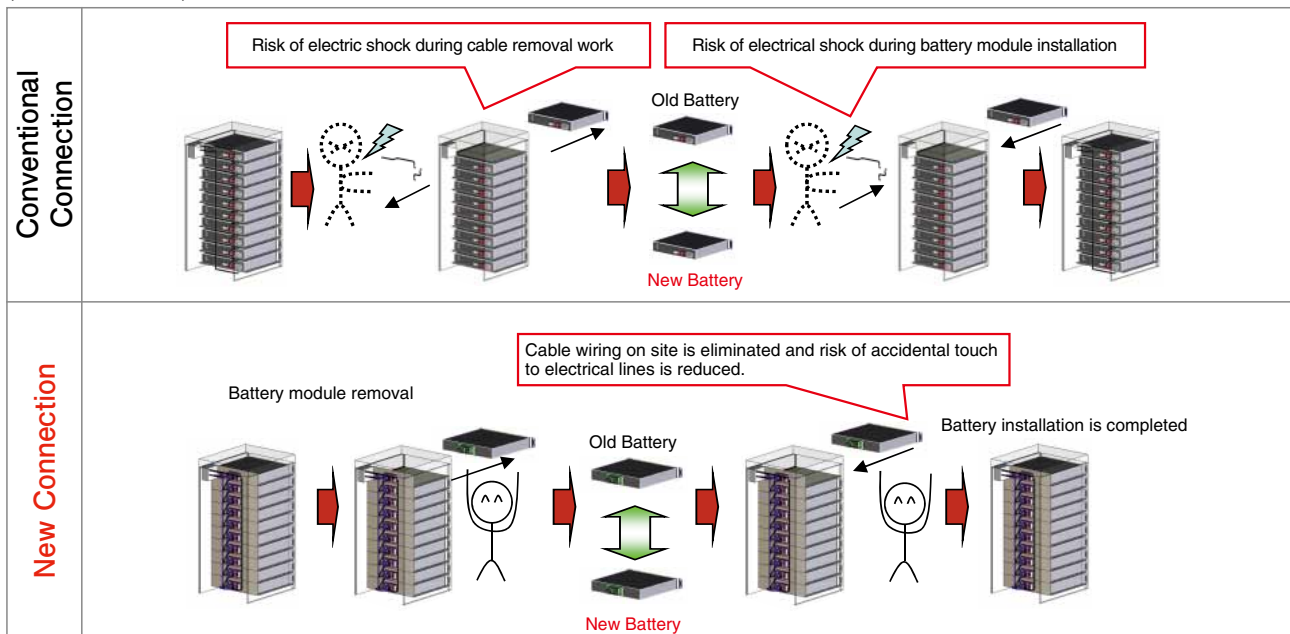 Conventional
Connection
Risk of electric shock during cable removal work
Risk of electrical shock during battery module installation
Old Battery
New Battery
New Connection
Cable wiring on site is eliminated and risk of accidental touch
to electrical lines is reduced.
Battery module removal
Old Battery
Battery installation is completed
New Battery